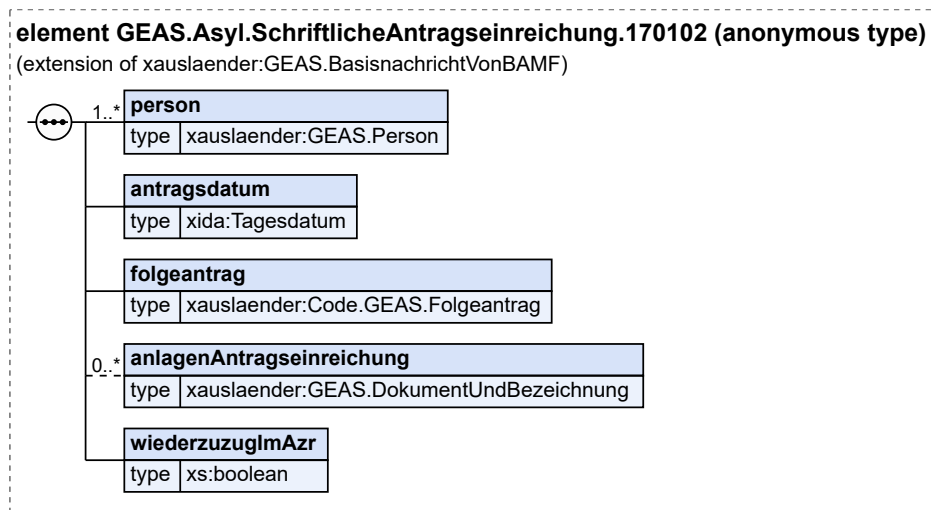 element GEAS.Asyl.SchriftlicheAntragseinreichung.170102 (anonymous type)
(extension of xauslaender:GEAS.BasisnachrichtVonBAMF)
1..* person
type xauslaender:GEAS.Person
antragsdatum
type xida:Tagesdatum
folgeantrag
type xauslaender:Code.GEAS.Folgeantrag
0..* anlagenAntragseinreichung
type xauslaender:GEAS.DokumentUndBezeichnung
wiederzuzugImAzr
type xs:boolean